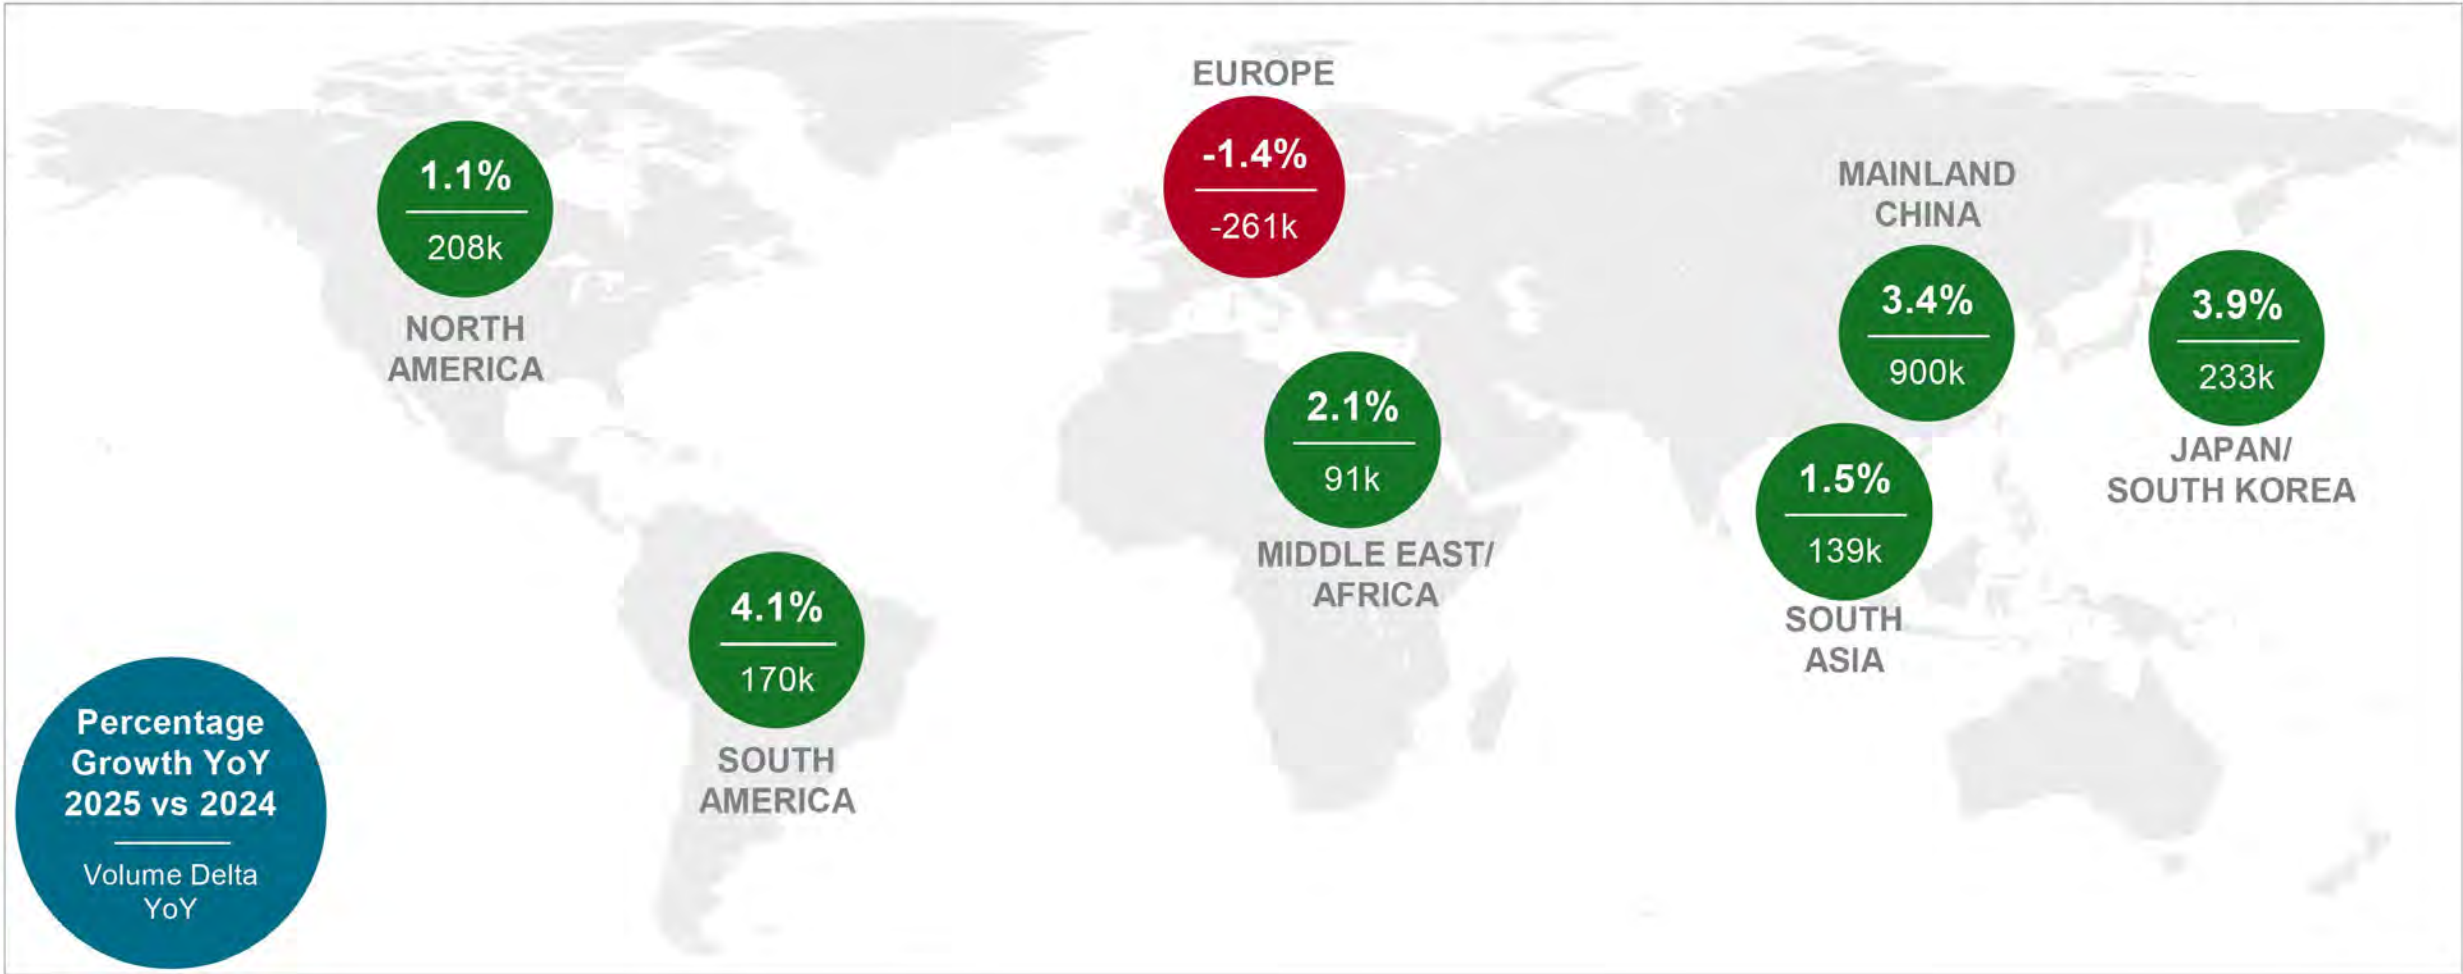 EUROPE
-1.4%
-261k
1.1%
208k
NORTH
AMERICA
MAINLAND
CHINA
3.4%
900k
3.9%
233k
JAPAN/
SOUTH KOREA
2.1%
91k
MIDDLE EAST/
AFRICA
1.5%
139k
SOUTH
ASIA
4.1%
170k
SOUTH
AMERICA
Percentage
Growth YoY
2025 vs 2024
Volume Delta
YoY